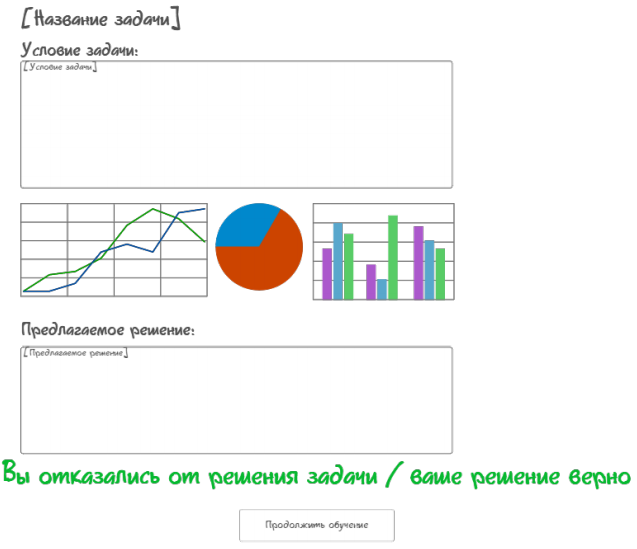 [Название задачи]
Условие задачи:
[Условие задачи]
Предлагаемое решение:
[Предлагаемое решение]
Вы отказались от решения задачи / ваше решение верно
Продолжить обучение